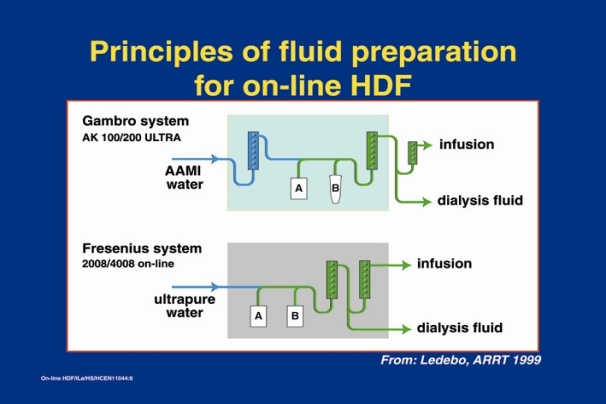 Principles of fluid preparation
for on-line HDF
Gambro system
AK 100/200 ULTRA
AAMI
water
A
B
infusion
dialysis fluid
Fresenius system
2008/4008 on-line
ultrapure
water
A
B
infusion
dialysis fluid
From: Ledebo, ARRT 1999
On-line HDF/ILe/HS/HCEN11044:6